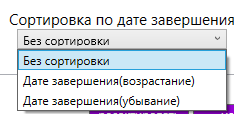 Сортировка по дате завершения
Без сортировки
Без сортировки
Дате завершения(возрастание)
Дате завершения(убывание)